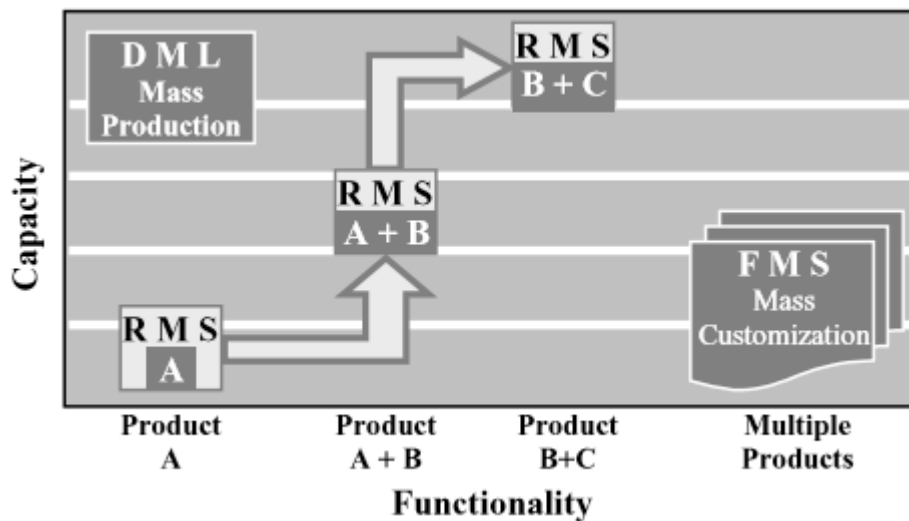 D M L
Mass
Production
R M S
B + C
R M S
A + B
F M S
Mass
Customization
R M S
A
Capacity
Product
A
Product
A + B
Product
B+C
Multiple
Products
Functionality